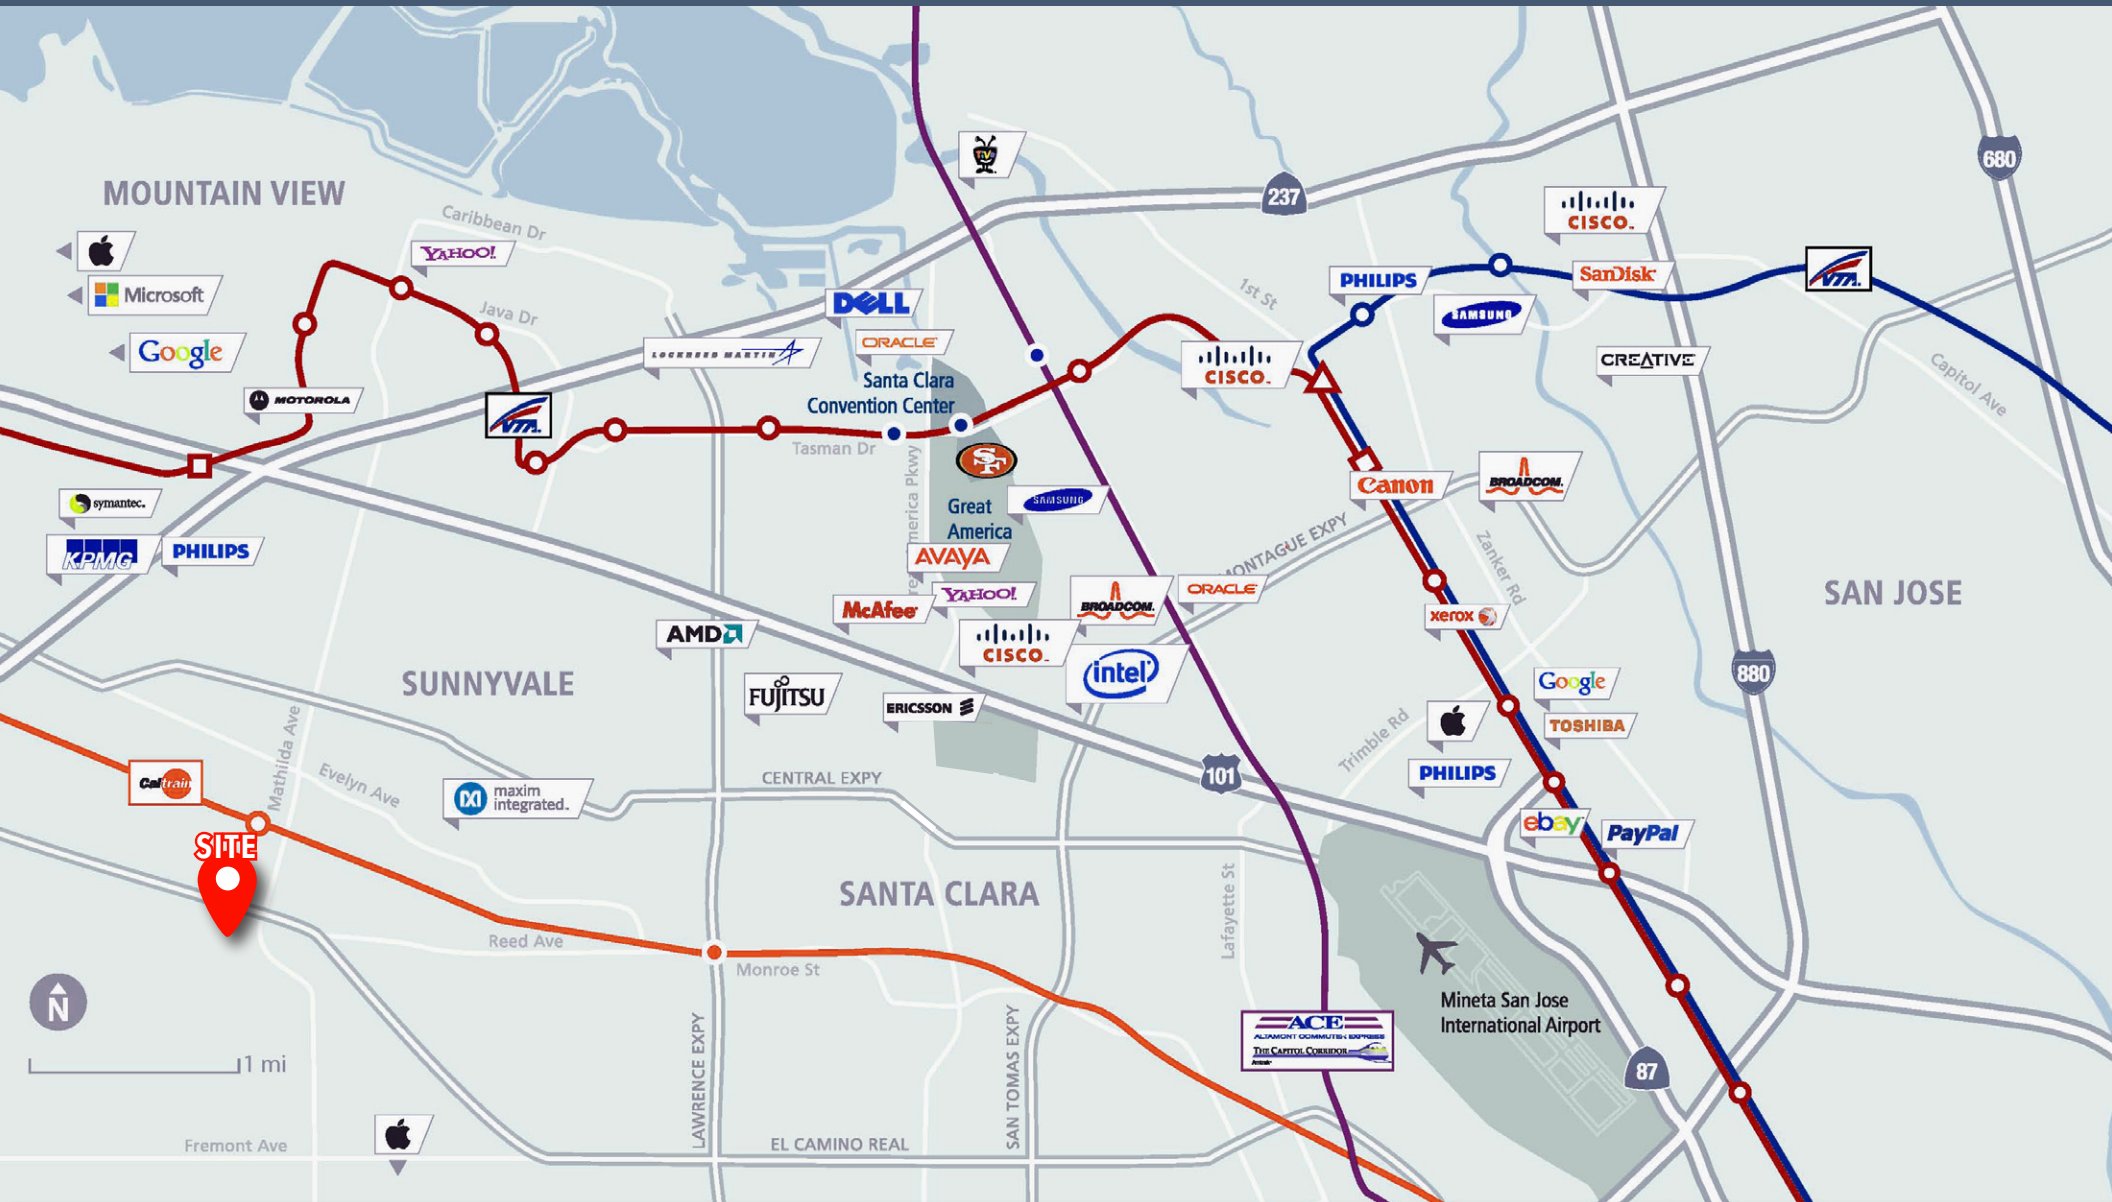 TiVo
680
MOUNTAIN VIEW
237
CISCO
Caribbean Dr
YAHOO!
Microsoft
PHILIPS
SanDisk
VTA
DELL
SAMSUNG
1st St
Java Dr
Google
LOCKHEED MARTIN
ORACLE
CISCO
CREATIVE
Capitol Ave
Santa Clara
Convention Center
MOTOROLA
VTA
Tasman Dr
SF
Canon
BROADCOM
symantec.
SAMSUNG
Great
America
KPMG
PHILIPS
AVAYA
MONTAGUE EXPY
Zanker Rd
SAN JOSE
YAHOO!
McAfee
BROADCOM
ORACLE
xerox
AMD
CISCO
intel
880
SUNNYVALE
FUJITSU
ERICSSON
Google
TOSHIBA
Trimble Rd
PHILIPS
Mathilda Ave
Caltrain
Evelyn Ave
maxim
integrated.
CENTRAL EXPY
101
ebay
PayPal
SITE
SANTA CLARA
Lafayette St
Reed Ave
Monroe St
N
1 mi
Mineta San Jose
International Airport
ACE
ALTAMONT COMMUTER EXPRESS
THE CAPITOL CORRIDOR
87
LAWRENCE EXPY
SAN TOMAS EXPY
Fremont Ave
EL CAMINO REAL